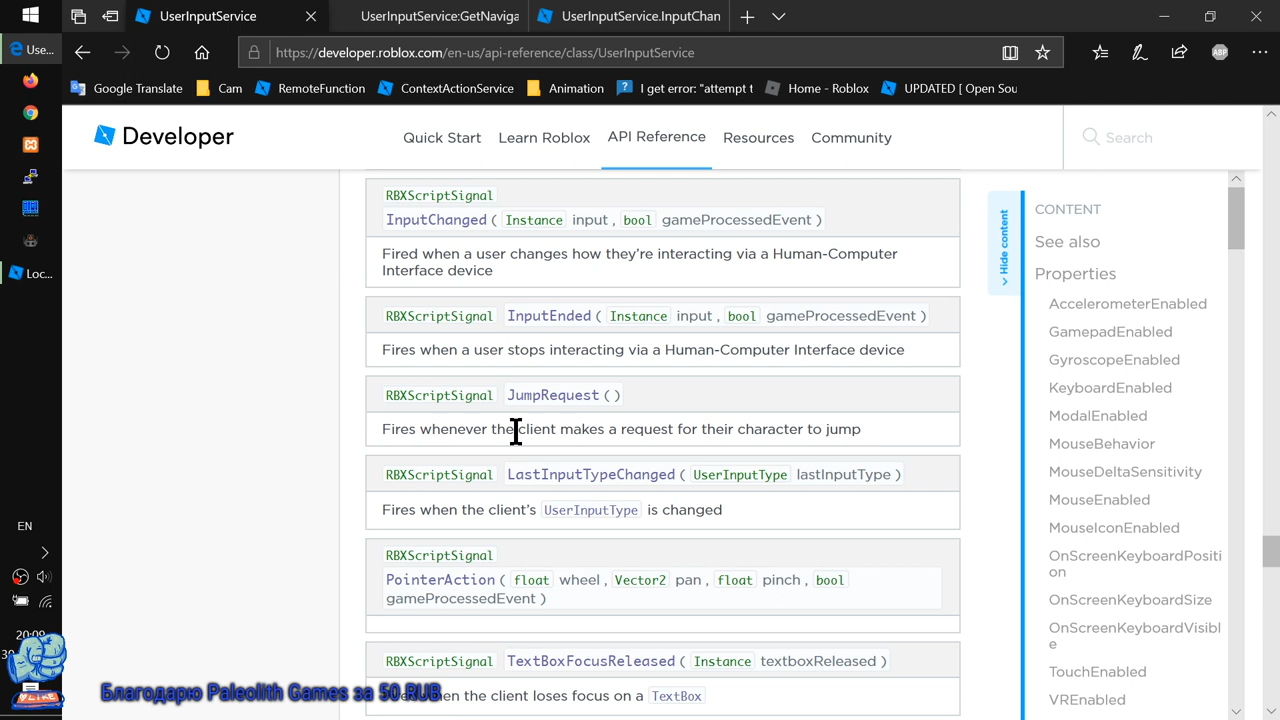 UserInputService
UserInputService:GetNaviga
UserInputService.InputChan
Use...
https://developer.roblox.com/en-us/api-reference/class/UserInputService
ABP
Google Translate
Cam
RemoteFunction
ContextActionService
Animation
I get error: "attempt t
Home - Roblox
UPDATED [ Open Sou
Developer
Quick Start
Learn Roblox
API Reference
Resources
Community
Search
RBXScriptSignal
InputChanged ( Instance input , bool gameProcessedEvent )
Fired when a user changes how they're interacting via a Human-Computer
Interface device
RBXScriptSignal InputEnded ( Instance input , bool gameProcessedEvent )
Fires when a user stops interacting via a Human-Computer Interface device
RBXScriptSignal JumpRequest ( )
Fires whenever the client makes a request for their character to jump
RBXScriptSignal LastInputTypeChanged ( UserInputType lastInputType )
Fires when the client's UserInputType is changed
RBXScriptSignal
PointerAction ( float wheel , Vector2 pan , float pinch , bool
gameProcessedEvent )
RBXScriptSignal TextBoxFocusReleased ( Instance textboxReleased )
when the client loses focus on a TextBox
Hide content
CONTENT
See also
Properties
AccelerometerEnabled
GamepadEnabled
GyroscopeEnabled
KeyboardEnabled
ModalEnabled
MouseBehavior
MouseDeltaSensitivity
MouseEnabled
MouseIconEnabled
OnScreenKeyboardPositi
on
OnScreenKeyboardSize
OnScreenKeyboardVisibl
e
TouchEnabled
VREnabled
Loc...
EN
20:09
LIKE
Благодарю Paleolith Games за 50 RUB